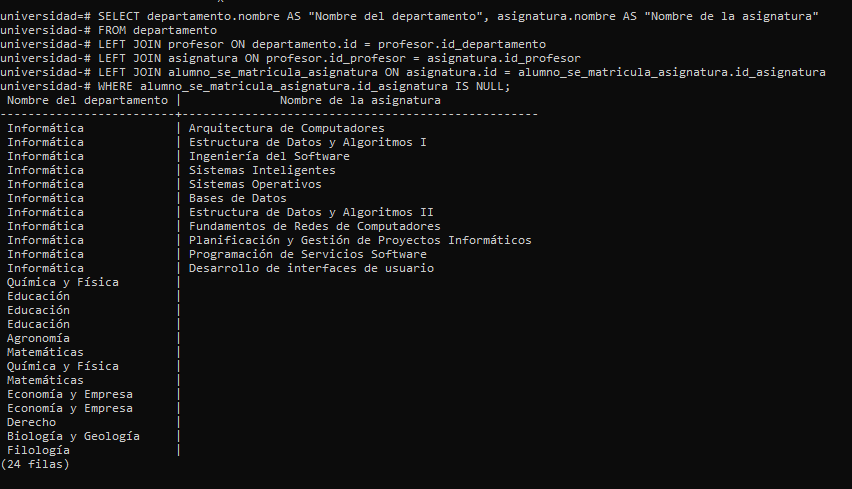 universidad=# SELECT departamento.nombre AS "Nombre del departamento", asignatura.nombre AS "Nombre de la asignatura"
universidad-# FROM departamento
universidad-# LEFT JOIN profesor ON departamento.id = profesor.id_departamento
universidad-# LEFT JOIN asignatura ON profesor.id_profesor = asignatura.id_profesor
universidad-# LEFT JOIN alumno_se_matricula_asignatura ON asignatura.id = alumno_se_matricula_asignatura.id_asignatura
universidad-# WHERE alumno_se_matricula_asignatura.id_asignatura IS NULL;
 Nombre del departamento |              Nombre de la asignatura
-------------------------+---------------------------------------------------
 Informática             | Arquitectura de Computadores
 Informática             | Estructura de Datos y Algoritmos I
 Informática             | Ingeniería del Software
 Informática             | Sistemas Inteligentes
 Informática             | Sistemas Operativos
 Informática             | Bases de Datos
 Informática             | Estructura de Datos y Algoritmos II
 Informática             | Fundamentos de Redes de Computadores
 Informática             | Planificación y Gestión de Proyectos Informáticos
 Informática             | Programación de Servicios Software
 Informática             | Desarrollo de interfaces de usuario
 Química y Física        |
 Educación               |
 Educación               |
 Educación               |
 Agronomía               |
 Matemáticas             |
 Química y Física        |
 Matemáticas             |
 Economía y Empresa      |
 Economía y Empresa      |
 Derecho                 |
 Biología y Geología     |
 Filología               |
(24 filas)